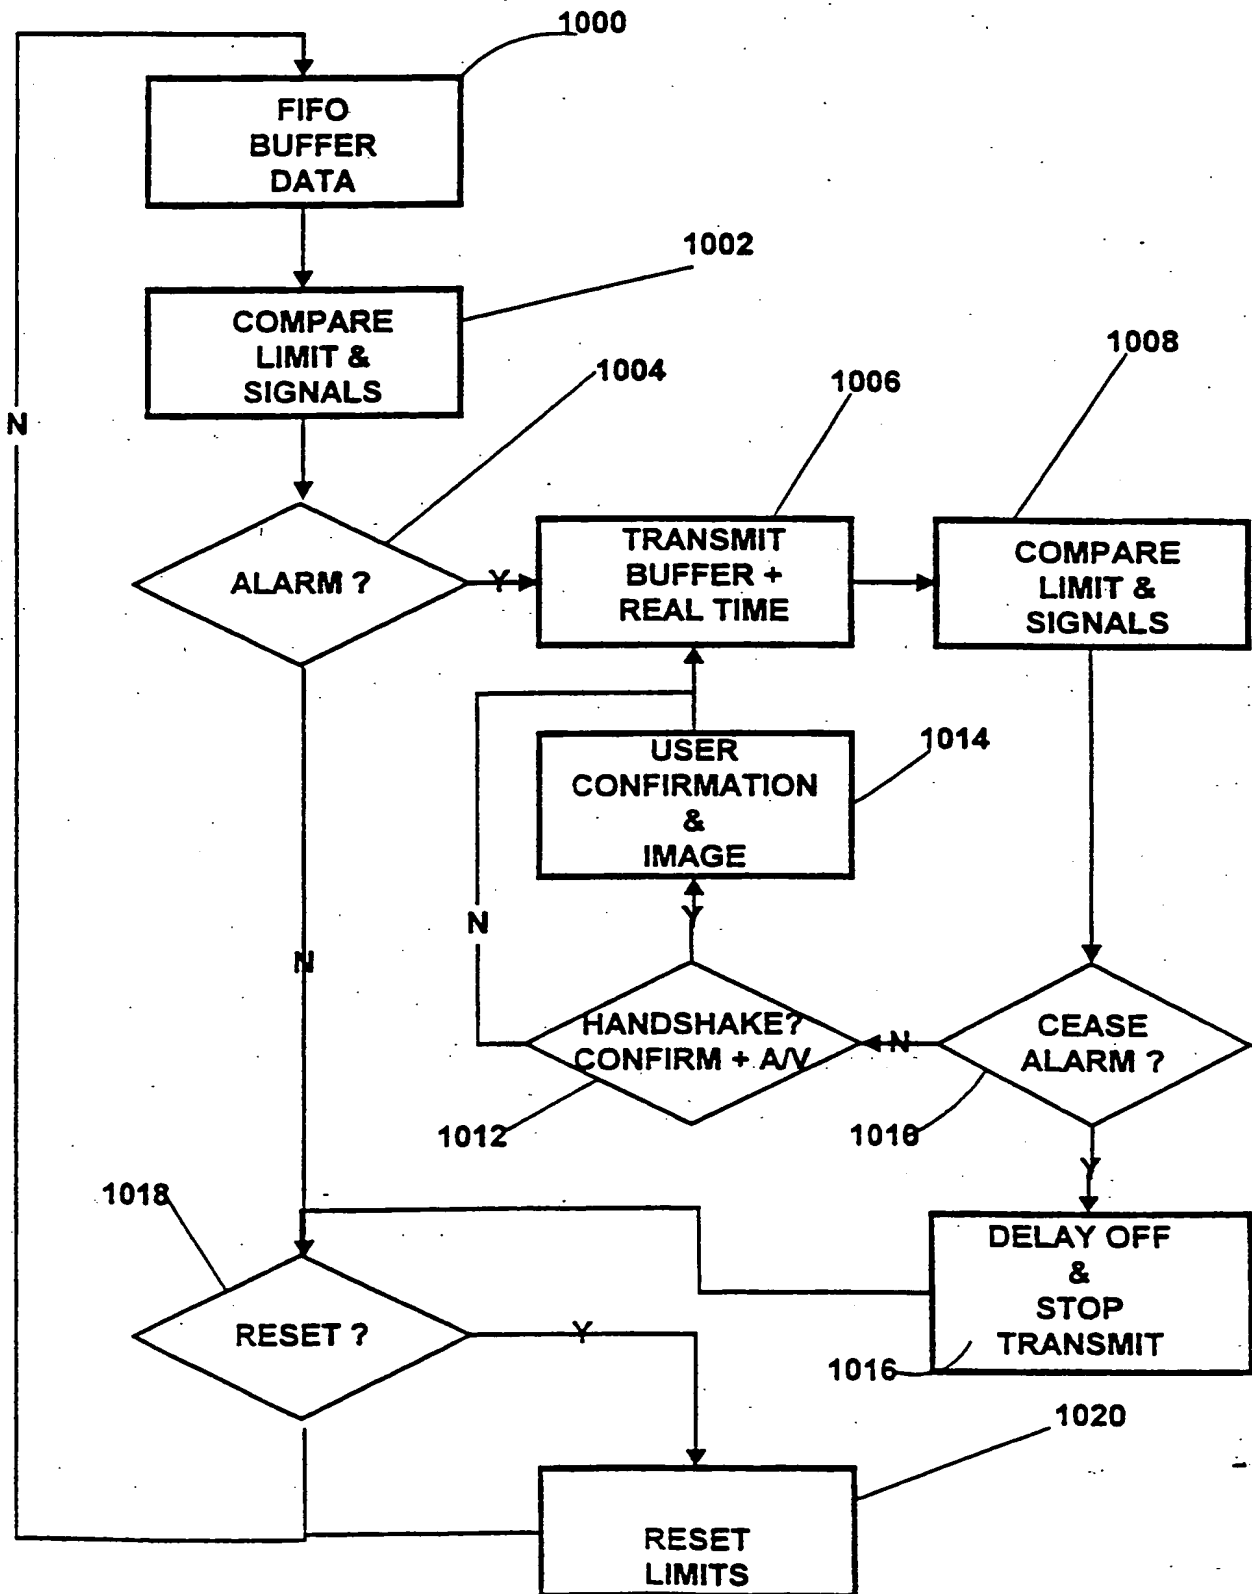 1000
FIFO
BUFFER
DATA
1002
COMPARE
LIMIT &
SIGNALS
1004
1006
1008
N
ALARM ?
Y
TRANSMIT
BUFFER +
REAL TIME
COMPARE
LIMIT &
SIGNALS
USER
CONFIRMATION
&
IMAGE
1014
N
Y
N
HANDSHAKE?
CONFIRM + A/V
N
CEASE
ALARM ?
1012
1010
Y
1018
DELAY OFF
&
STOP
TRANSMIT
1016
RESET ?
Y
1020
RESET
LIMITS